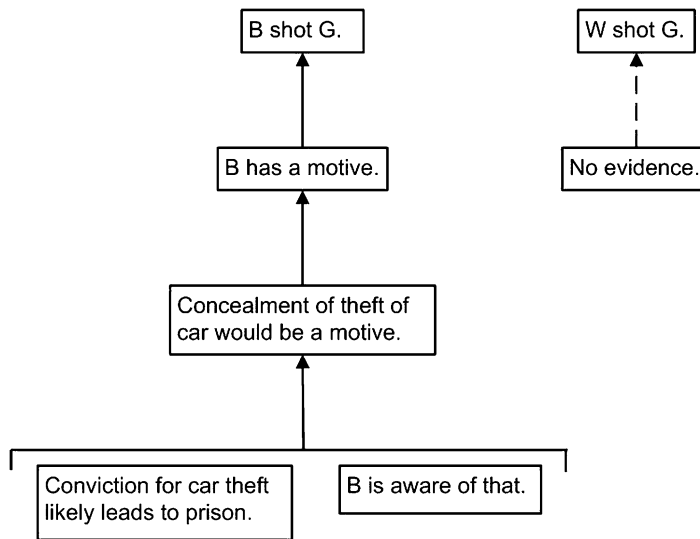 B shot G.
W shot G.
B has a motive.
No evidence.
Concealment of theft of
car would be a motive.
Conviction for car theft
likely leads to prison.
B is aware of that.